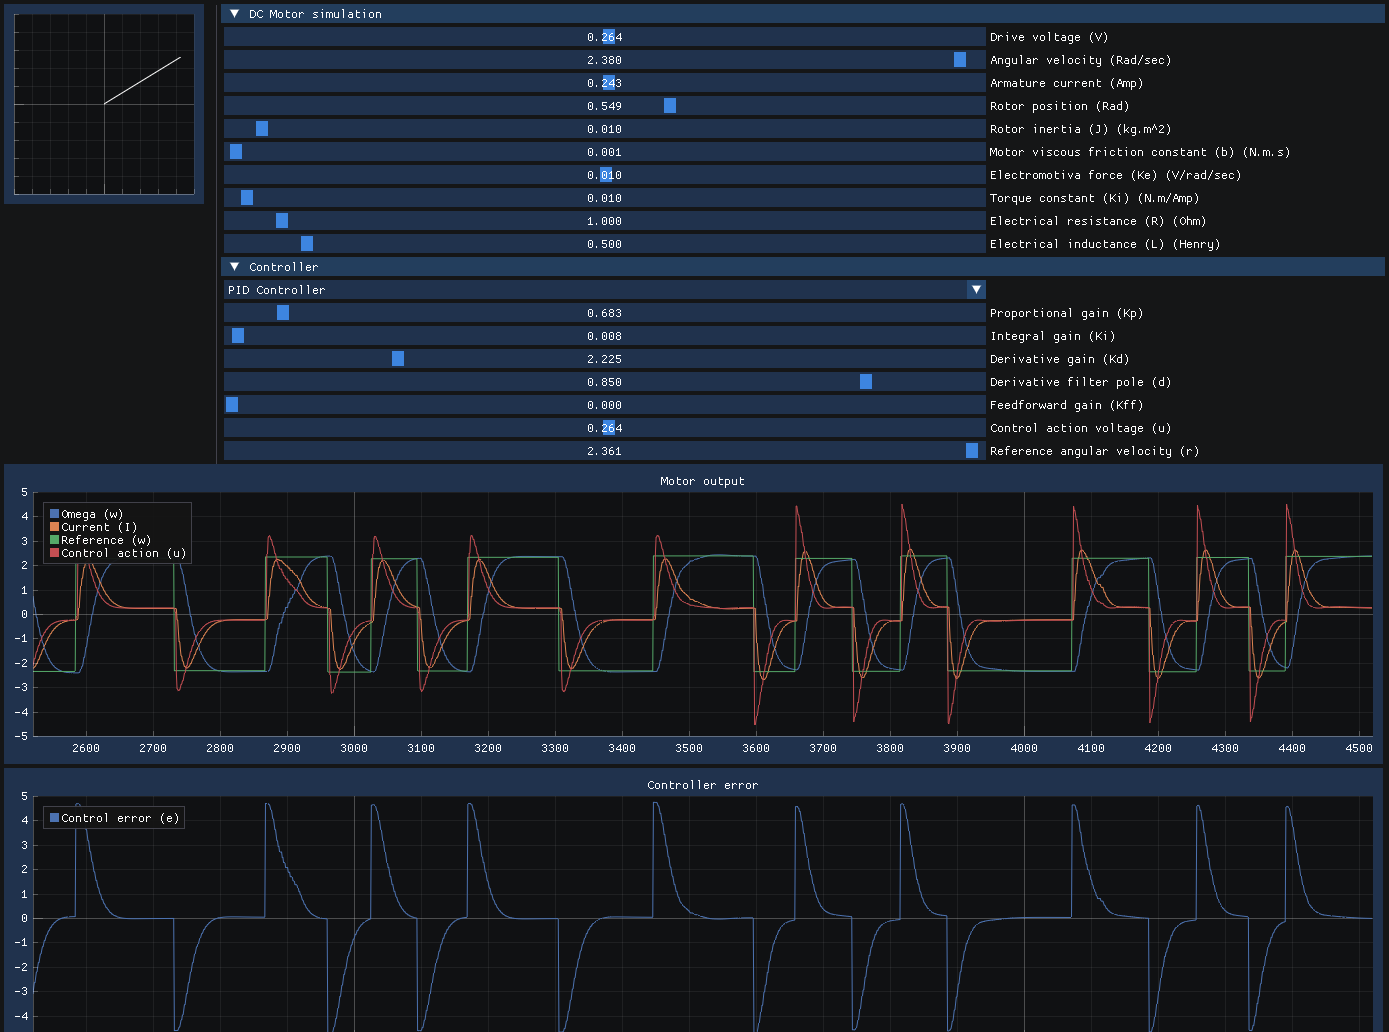 DC Motor simulation
0.264 Drive voltage (V)
2.380 Angular velocity (Rad/sec)
0.243 Armature current (Amp)
0.549 Rotor position (Rad)
0.010 Rotor inertia (J) (kg.m^2)
0.001 Motor viscous friction constant (b) (N.m.s)
0.010 Electromotiva force (Ke) (V/rad/sec)
0.010 Torque constant (Ki) (N.m/Amp)
1.000 Electrical resistance (R) (Ohm)
0.500 Electrical inductance (L) (Henry)
Controller
PID Controller
0.683 Proportional gain (Kp)
0.008 Integral gain (Ki)
2.225 Derivative gain (Kd)
0.850 Derivative filter pole (d)
0.000 Feedforward gain (Kff)
0.264 Control action voltage (u)
2.361 Reference angular velocity (r)
Motor output
5
4
3
2
1
0
-1
-2
-3
-4
-5
Omega (w)
Current (I)
Reference (w)
Control action (u)
2600 2700 2800 2900 3000 3100 3200 3300 3400 3500 3600 3700 3800 3900 4000 4100 4200 4300 4400 4500
Controller error
5
4
3
2
1
0
-1
-2
-3
-4
Control error (e)